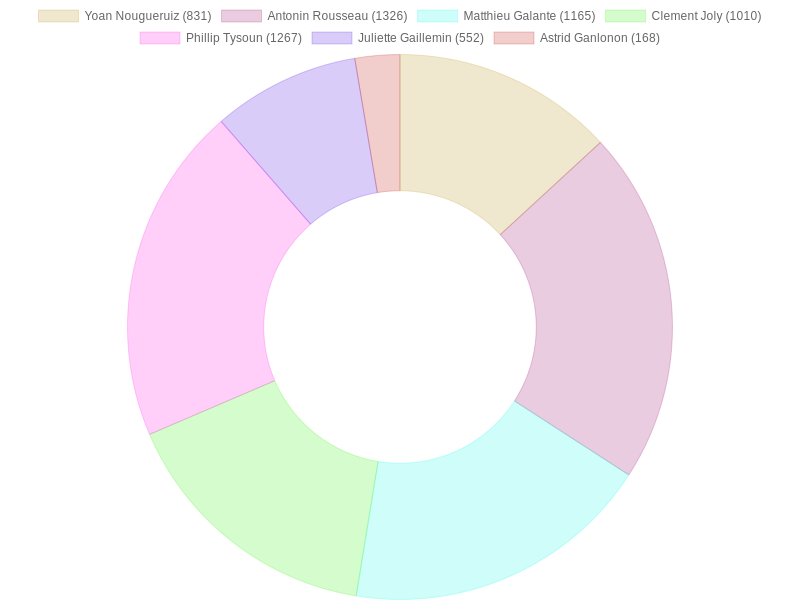 Yoan Nougueruiz (831) Antonin Rousseau (1326) Matthieu Galante (1165) Clement Joly (1010)
Phillip Tysoun (1267) Juliette Gaillemin (552) Astrid Ganlonon (168)